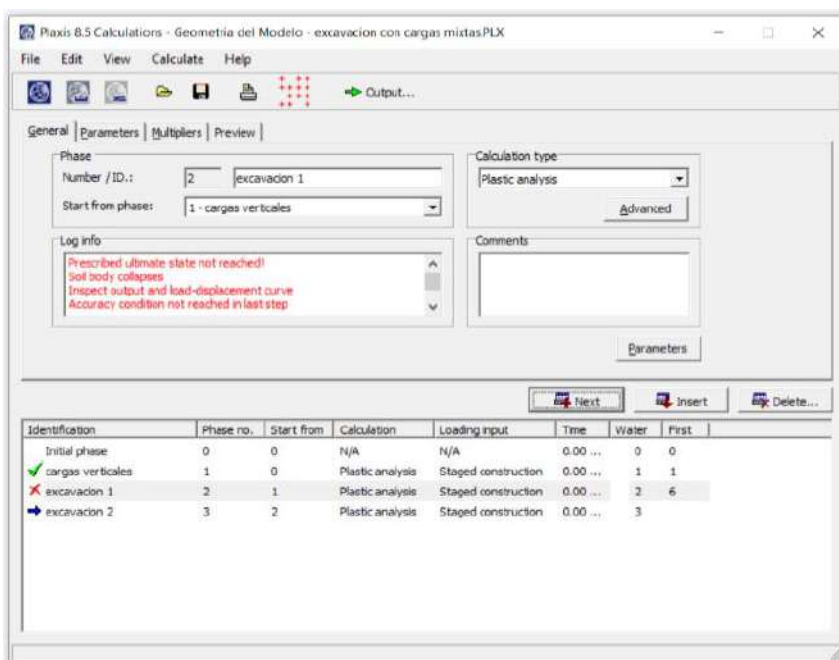 Plaxis 8.5 Calculations - Geometria del Modelo - excavacion con cargas mixtas.PLX
File Edit View Calculate Help
Output...
General Parameters Multipliers Preview
Phase
Number / ID.: 2 excavacion 1
Start from phase: 1 - cargas verticales
Calculation type
Plastic analysis
Advanced
Log info
Prescribed ultimate state not reached!
Soil body collapses
Inspect output and load-displacement curve
Accuracy condition not reached in last step
Comments
Parameters
Next Insert Delete...
Identification Phase no. Start from Calculation Loading input Time Water First
Initial phase 0 0 N/A N/A 0.00 ... 0 0
cargas verticales 1 0 Plastic analysis Staged construction 0.00 ... 1 1
excavacion 1 2 1 Plastic analysis Staged construction 0.00 ... 2 6
excavacion 2 3 2 Plastic analysis Staged construction 0.00 ... 3